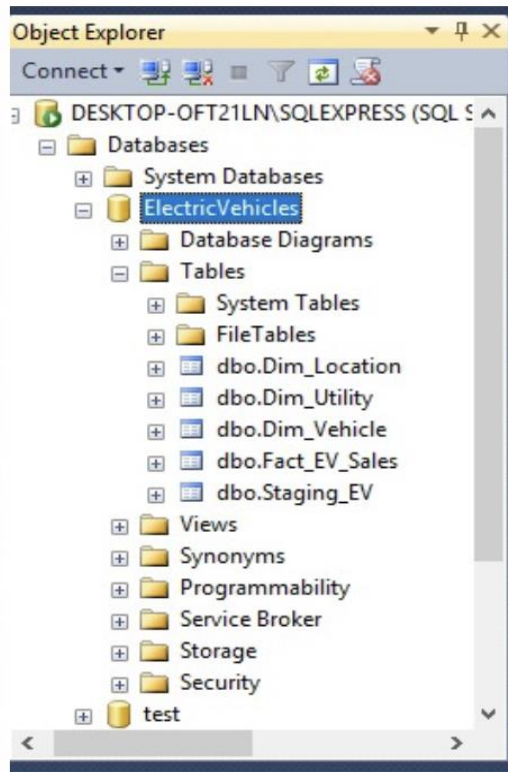 Object Explorer
Connect
DESKTOP-OFT21LN\SQLEXPRESS (SQL S
Databases
System Databases
ElectricVehicles
Database Diagrams
Tables
System Tables
FileTables
dbo.Dim_Location
dbo.Dim_Utility
dbo.Dim_Vehicle
dbo.Fact_EV_Sales
dbo.Staging_EV
Views
Synonyms
Programmability
Service Broker
Storage
Security
test